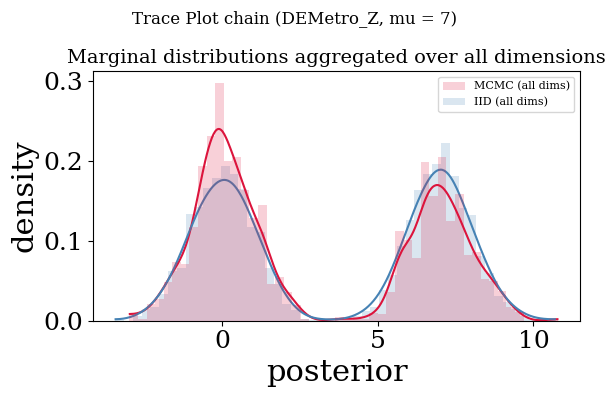 Trace Plot chain (DEMetro_Z, mu = 7)
Marginal distributions aggregated over all dimensions
MCMC (all dims)
IID (all dims)
density
0.3
0.2
0.1
0.0
0
5
10
posterior